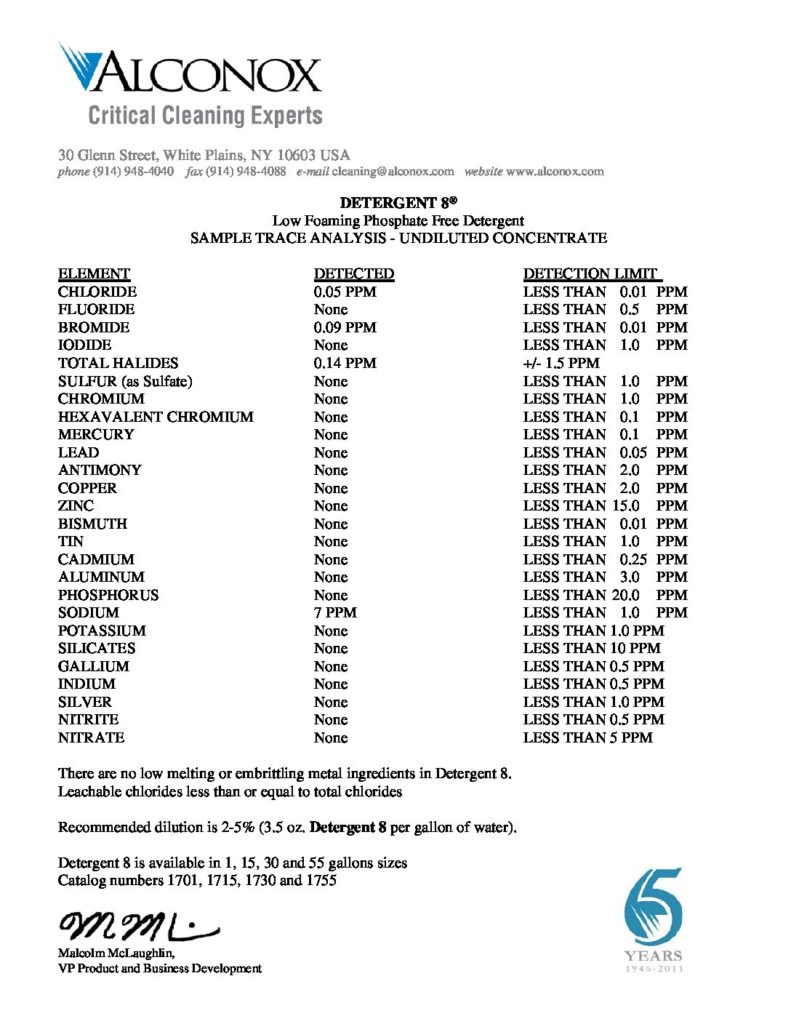 ALCONOX
Critical Cleaning Experts
30 Glenn Street, White Plains, NY 10603 USA
phone (914) 948-4040 fax (914) 948-4088 e-mail cleaning@alconox.com website www.alconox.com
DETERGENT 8®
Low Foaming Phosphate Free Detergent
SAMPLE TRACE ANALYSIS - UNDILUTED CONCENTRATE
ELEMENT DETECTED DETECTION LIMIT
CHLORIDE 0.05 PPM LESS THAN 0.01 PPM
FLUORIDE None LESS THAN 0.5 PPM
BROMIDE 0.09 PPM LESS THAN 0.01 PPM
IODIDE None LESS THAN 1.0 PPM
TOTAL HALIDES 0.14 PPM +/- 1.5 PPM
SULFUR (as Sulfate) None LESS THAN 1.0 PPM
CHROMIUM None LESS THAN 1.0 PPM
HEXAVALENT CHROMIUM None LESS THAN 0.1 PPM
MERCURY None LESS THAN 0.1 PPM
LEAD None LESS THAN 0.05 PPM
ANTIMONY None LESS THAN 2.0 PPM
COPPER None LESS THAN 2.0 PPM
ZINC None LESS THAN 15.0 PPM
BISMUTH None LESS THAN 0.01 PPM
TIN None LESS THAN 1.0 PPM
CADMIUM None LESS THAN 0.25 PPM
ALUMINUM None LESS THAN 3.0 PPM
PHOSPHORUS None LESS THAN 20.0 PPM
SODIUM 7 PPM LESS THAN 1.0 PPM
POTASSIUM None LESS THAN 1.0 PPM
SILICATES None LESS THAN 10 PPM
GALLIUM None LESS THAN 0.5 PPM
INDIUM None LESS THAN 0.5 PPM
SILVER None LESS THAN 1.0 PPM
NITRITE None LESS THAN 0.5 PPM
NITRATE None LESS THAN 5 PPM
There are no low melting or embrittling metal ingredients in Detergent 8.
Leachable chlorides less than or equal to total chlorides
Recommended dilution is 2-5% (3.5 oz. Detergent 8 per gallon of water).
Detergent 8 is available in 1, 15, 30 and 55 gallons sizes
Catalog numbers 1701, 1715, 1730 and 1755
Malcolm McLaughlin,
VP Product and Business Development
65
YEARS
1946-2011